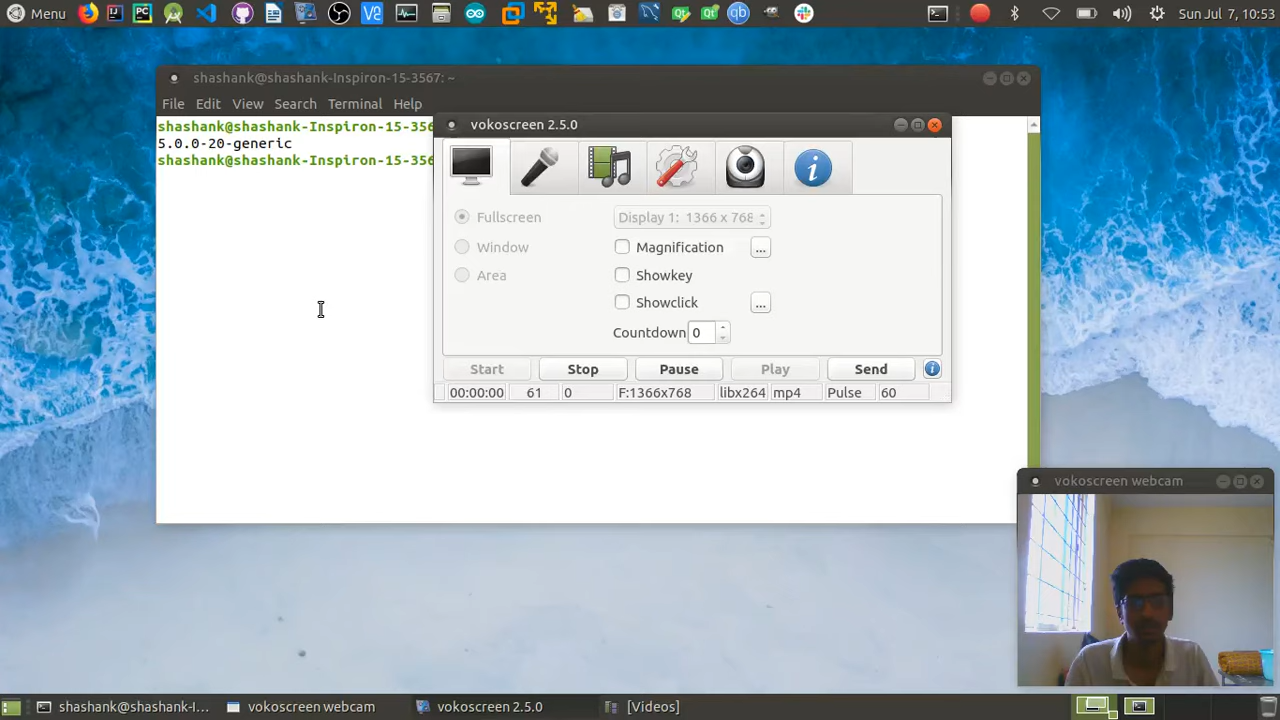 Menu
Sun Jul 7, 10:53
shashank@shashank-Inspiron-15-3567: ~
File Edit View Search Terminal Help
shashank@shashank-Inspiron-15-356
5.0.0-20-generic
shashank@shashank-Inspiron-15-356
vokoscreen 2.5.0
Fullscreen
Display 1: 1366 x 768
Window
Magnification
...
Area
Showkey
Showclick
...
Countdown 0
Start Stop Pause Play Send
00:00:00 61 0 F:1366x768 libx264 mp4 Pulse 60
vokoscreen webcam
shashank@shashank-I...
vokoscreen webcam
vokoscreen 2.5.0
[Videos]